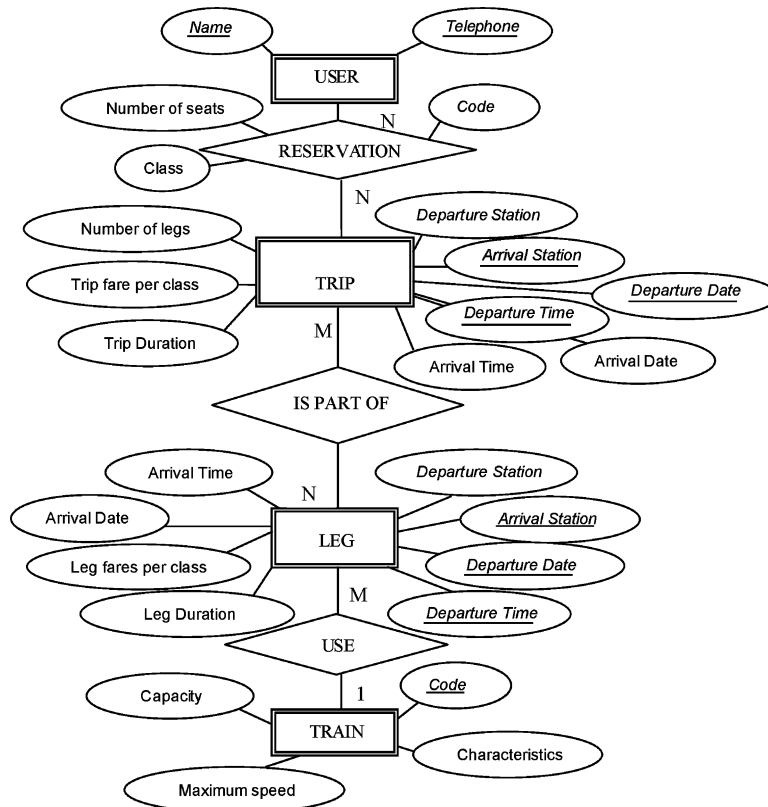 Name
Telephone
USER
Number of seats
N
Code
RESERVATION
Class
N
Departure Station
Number of legs
Arrival Station
TRIP
Trip fare per class
Departure Date
Departure Time
M
Trip Duration
Arrival Time
Arrival Date
IS PART OF
Arrival Time
Departure Station
N
Arrival Date
Arrival Station
LEG
Leg fares per class
Departure Date
M
Leg Duration
Departure Time
USE
Capacity
1
Code
TRAIN
Characteristics
Maximum speed